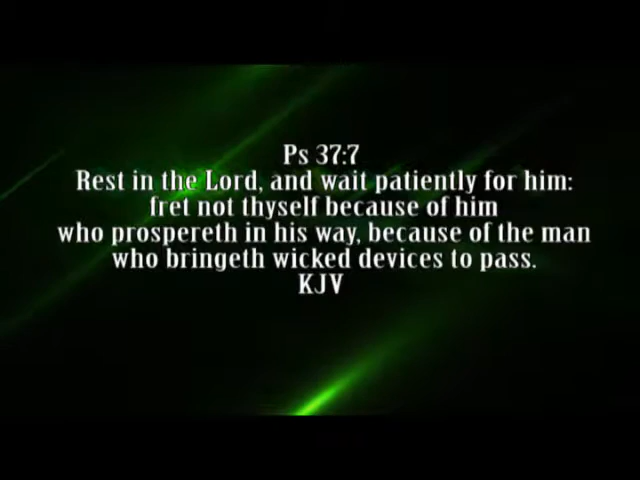 Ps 37:7
Rest in the Lord, and wait patiently for him:
fret not thyself because of him
who prospereth in his way, because of the man
who bringeth wicked devices to pass.
KJV